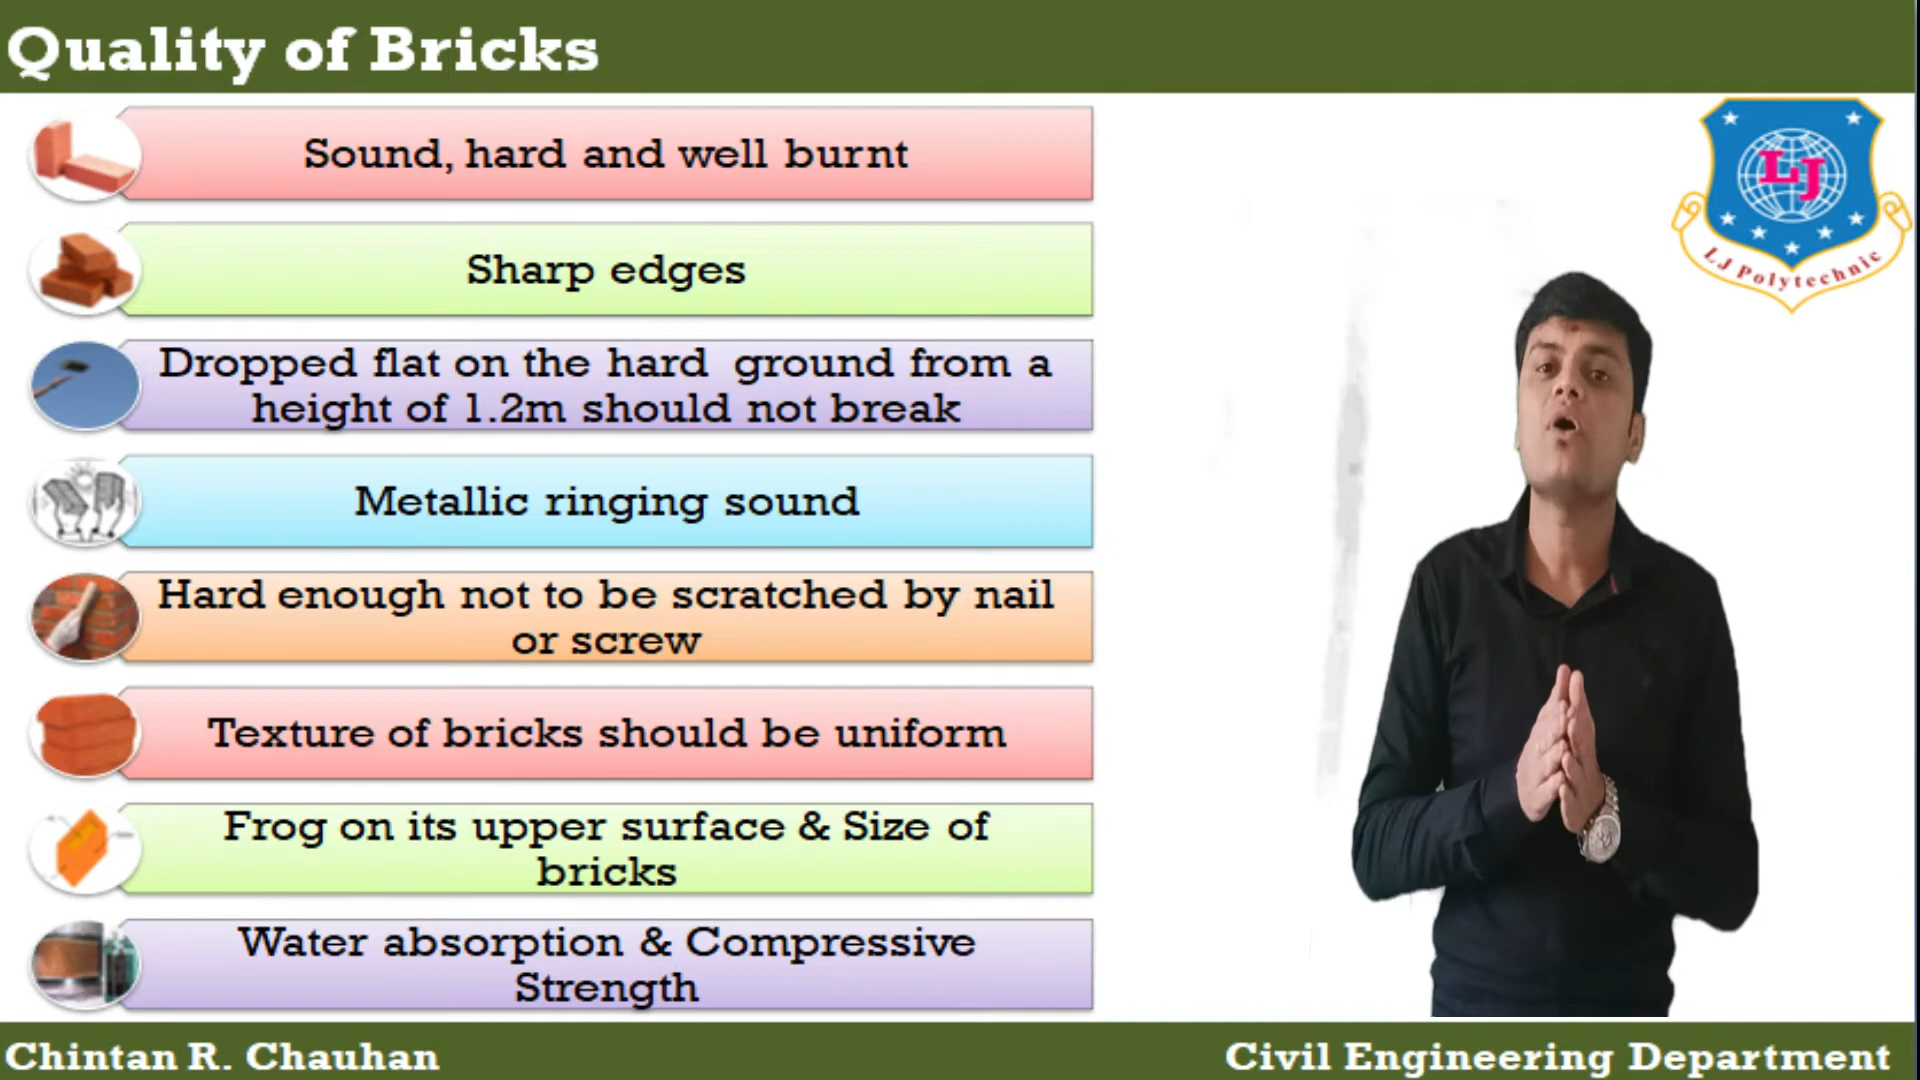 Quality of Bricks
Sound, hard and well burnt
Sharp edges
Dropped flat on the hard ground from a
height of 1.2m should not break
Metallic ringing sound
Hard enough not to be scratched by nail
or screw
Texture of bricks should be uniform
Frog on its upper surface & Size of
bricks
Water absorption & Compressive
Strength
LJ
LJ Polytechnic
Chintan R. Chauhan
Civil Engineering Department